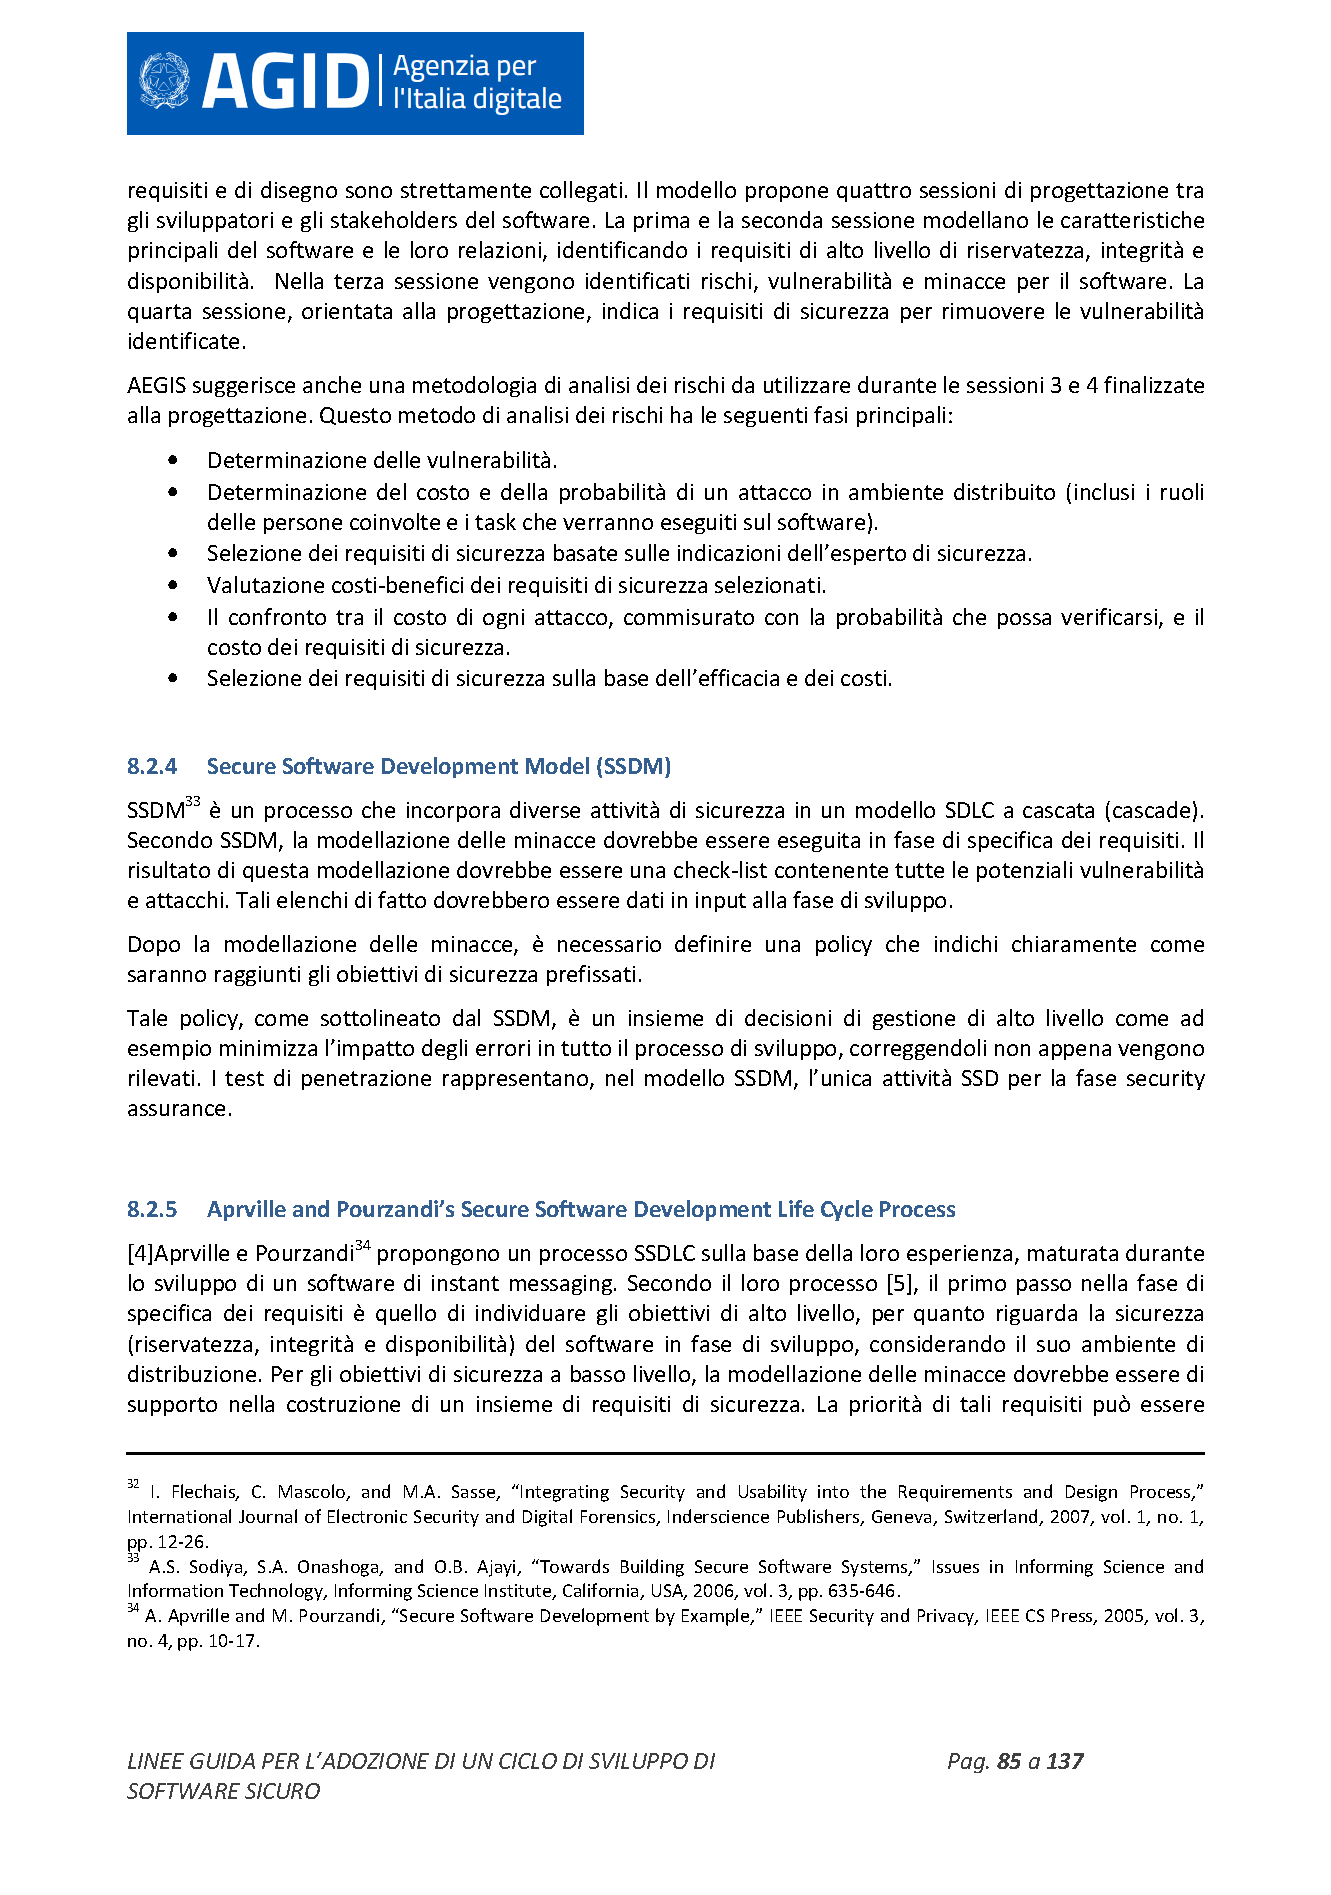 AGID
Agenzia per
l'Italia digitale
requisiti e di disegno sono strettamente collegati. Il modello propone quattro sessioni di progettazione tra
gli sviluppatori e gli stakeholders del software. La prima e la seconda sessione modellano le caratteristiche
principali del software e le loro relazioni, identificando i requisiti di alto livello di riservatezza, integrità e
disponibilità. Nella terza sessione vengono identificati rischi, vulnerabilità e minacce per il software. La
quarta sessione, orientata alla progettazione, indica i requisiti di sicurezza per rimuovere le vulnerabilità
identificate.
AEGIS suggerisce anche una metodologia di analisi dei rischi da utilizzare durante le sessioni 3 e 4 finalizzate
alla progettazione. Questo metodo di analisi dei rischi ha le seguenti fasi principali:
• Determinazione delle vulnerabilità.
• Determinazione del costo e della probabilità di un attacco in ambiente distribuito (inclusi i ruoli
delle persone coinvolte e i task che verranno eseguiti sul software).
• Selezione dei requisiti di sicurezza basate sulle indicazioni dell’esperto di sicurezza.
• Valutazione costi-benefici dei requisiti di sicurezza selezionati.
• Il confronto tra il costo di ogni attacco, commisurato con la probabilità che possa verificarsi, e il
costo dei requisiti di sicurezza.
• Selezione dei requisiti di sicurezza sulla base dell’efficacia e dei costi.
8.2.4 Secure Software Development Model (SSDM)
SSDM33 è un processo che incorpora diverse attività di sicurezza in un modello SDLC a cascata (cascade).
Secondo SSDM, la modellazione delle minacce dovrebbe essere eseguita in fase di specifica dei requisiti. Il
risultato di questa modellazione dovrebbe essere una check-list contenente tutte le potenziali vulnerabilità
e attacchi. Tali elenchi di fatto dovrebbero essere dati in input alla fase di sviluppo.
Dopo la modellazione delle minacce, è necessario definire una policy che indichi chiaramente come
saranno raggiunti gli obiettivi di sicurezza prefissati.
Tale policy, come sottolineato dal SSDM, è un insieme di decisioni di gestione di alto livello come ad
esempio minimizza l’impatto degli errori in tutto il processo di sviluppo, correggendoli non appena vengono
rilevati. I test di penetrazione rappresentano, nel modello SSDM, l’unica attività SSD per la fase security
assurance.
8.2.5 Aprville and Pourzandi’s Secure Software Development Life Cycle Process
[4]Aprville e Pourzandi34 propongono un processo SSDLC sulla base della loro esperienza, maturata durante
lo sviluppo di un software di instant messaging. Secondo il loro processo [5], il primo passo nella fase di
specifica dei requisiti è quello di individuare gli obiettivi di alto livello, per quanto riguarda la sicurezza
(riservatezza, integrità e disponibilità) del software in fase di sviluppo, considerando il suo ambiente di
distribuzione. Per gli obiettivi di sicurezza a basso livello, la modellazione delle minacce dovrebbe essere di
supporto nella costruzione di un insieme di requisiti di sicurezza. La priorità di tali requisiti può essere
32 I. Flechais, C. Mascolo, and M.A. Sasse, “Integrating Security and Usability into the Requirements and Design Process,”
International Journal of Electronic Security and Digital Forensics, Inderscience Publishers, Geneva, Switzerland, 2007, vol. 1, no. 1,
pp. 12-26.
33 A.S. Sodiya, S.A. Onashoga, and O.B. Ajayi, “Towards Building Secure Software Systems,” Issues in Informing Science and
Information Technology, Informing Science Institute, California, USA, 2006, vol. 3, pp. 635-646.
34 A. Apvrille and M. Pourzandi, “Secure Software Development by Example,” IEEE Security and Privacy, IEEE CS Press, 2005, vol. 3,
no. 4, pp. 10-17.
LINEE GUIDA PER L’ADOZIONE DI UN CICLO DI SVILUPPO DI
SOFTWARE SICURO
Pag. 85 a 137